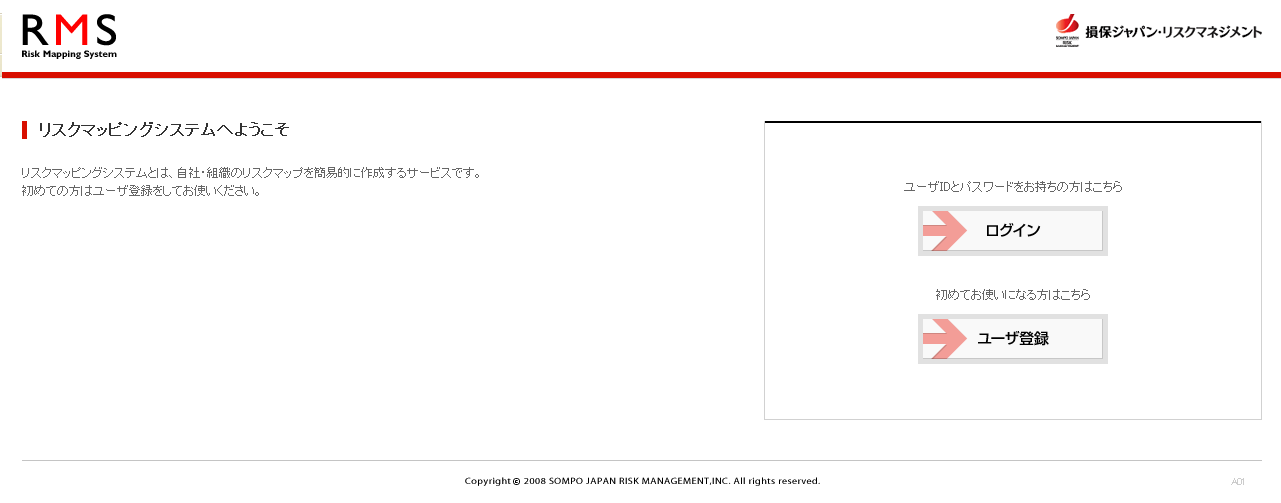 RMS
Risk Mapping System
SOMPO JAPAN
RISK
MANAGEMENT
損保ジャパン・リスクマネジメント
リスクマッピングシステムへようこそ
リスクマッピングシステムとは、自社・組織のリスクマップを簡易的に作成するサービスです。
初めての方はユーザ登録をしてお使いください。
ユーザIDとパスワードをお持ちの方はこちら
ログイン
初めてお使いになる方はこちら
ユーザ登録
Copyright © 2008 SOMPO JAPAN RISK MANAGEMENT,INC. All rights reserved.
A01